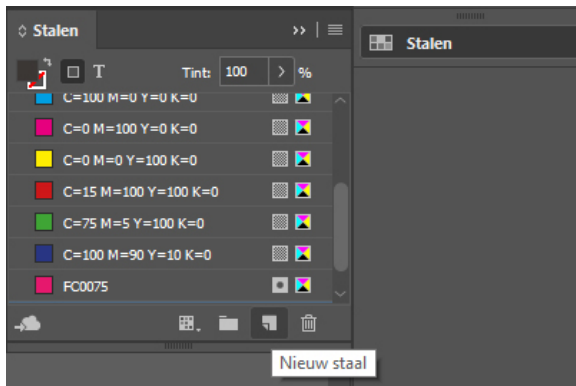 Stalen
Stalen
T Tint: 100 %
C=100 M=0 Y=0 K=0
C=0 M=100 Y=0 K=0
C=0 M=0 Y=100 K=0
C=15 M=100 Y=100 K=0
C=75 M=5 Y=100 K=0
C=100 M=90 Y=10 K=0
FC0075
Nieuw staal